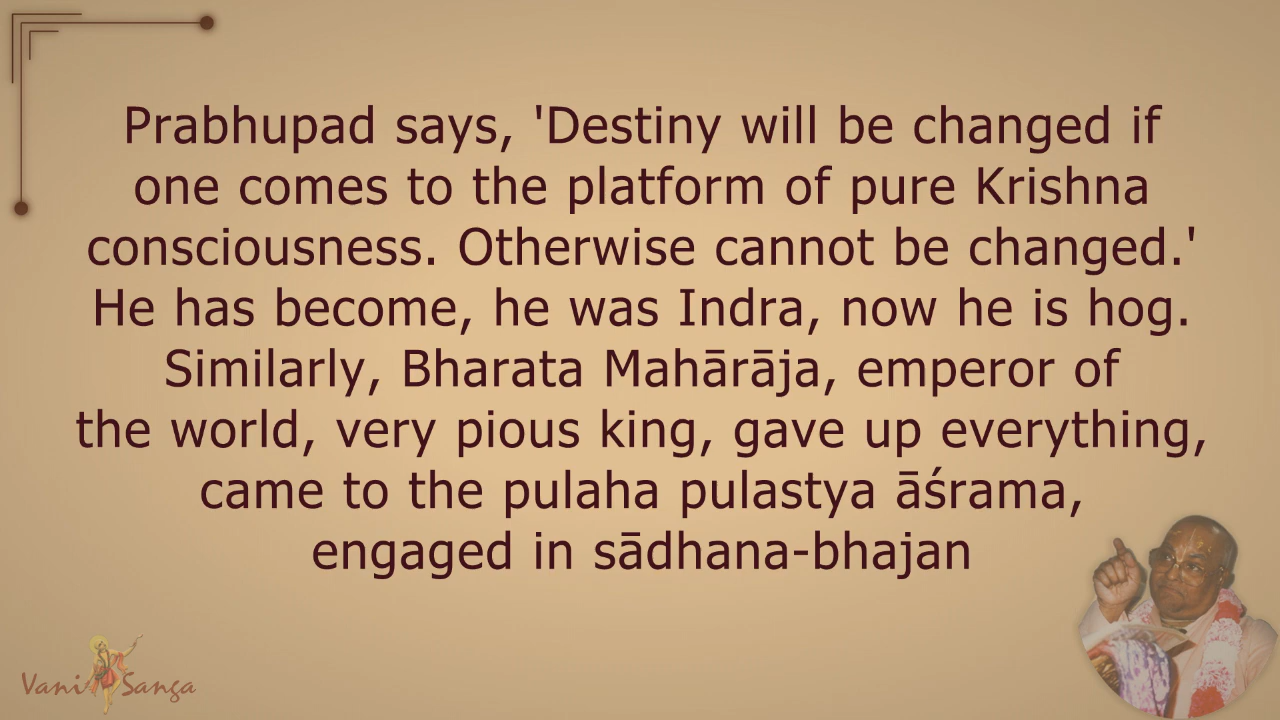 Prabhupad says, 'Destiny will be changed if
one comes to the platform of pure Krishna
consciousness. Otherwise cannot be changed.'
He has become, he was Indra, now he is hog.
Similarly, Bharata Mahārāja, emperor of
the world, very pious king, gave up everything,
came to the pulaha pulastya āśrama,
engaged in sādhana-bhajan
Vani Sanga